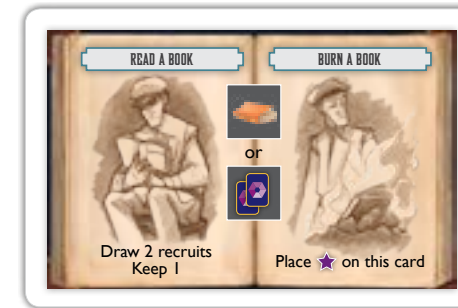 READ A BOOK
BURN A BOOK
or
Draw 2 recruits
Keep 1
Place on this card